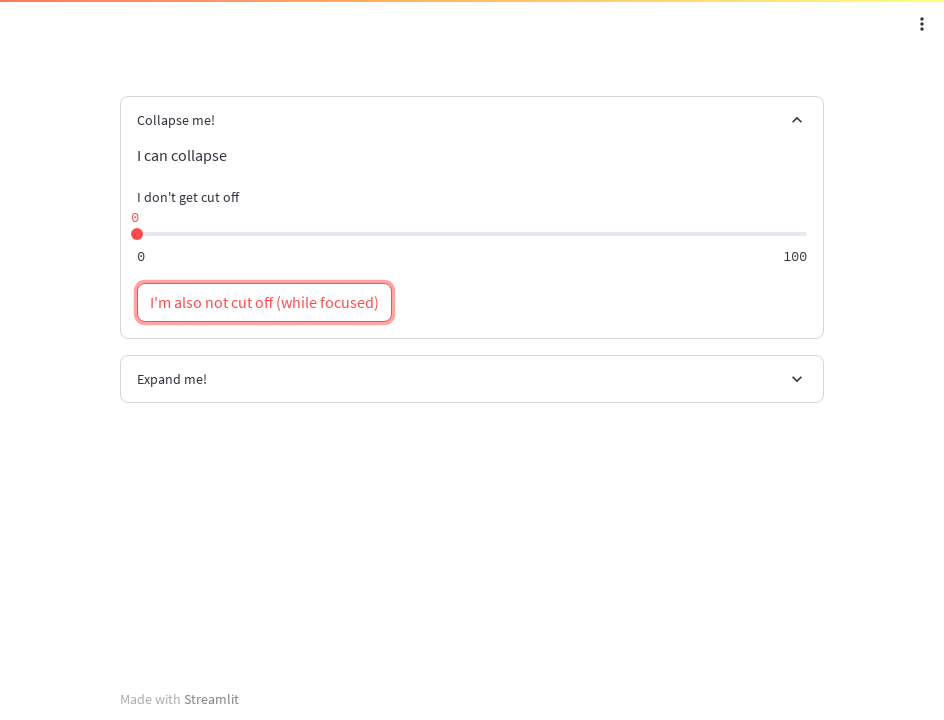 Collapse me!
I can collapse
I don't get cut off
0
0 100
I'm also not cut off (while focused)
Expand me!
Made with Streamlit